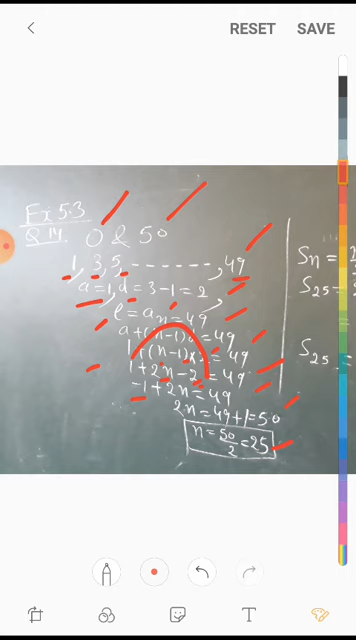 RESET SAVE
Ex 5.3
Q 14. 0 & 50
1, 3, 5, - - - - - - -, 49
a = 1, d = 3 - 1 = 2
l = an = 49
a + (n - 1)d = 49
1 + (n - 1) x 2 = 49
1 + 2n - 2 = 49
-1 + 2n = 49
2n = 49 + 1 = 50
n = 50/2 = 25
Sn =
S25 =
S25 =
T